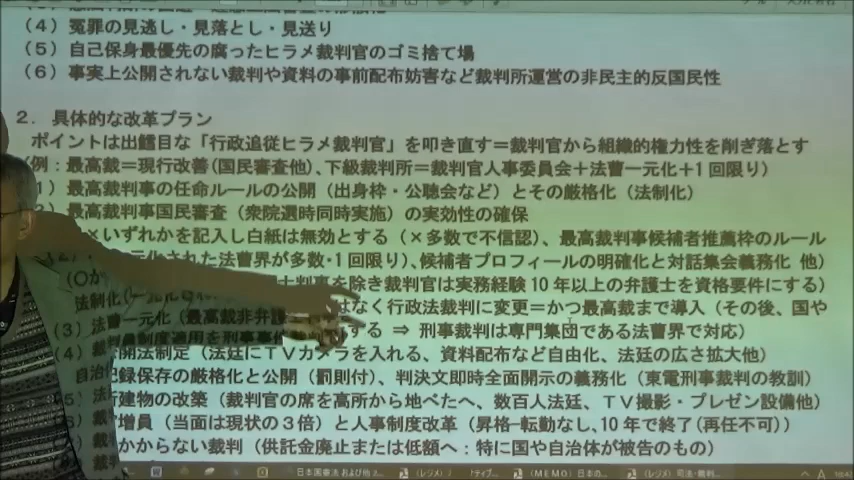 （4）冤罪の見逃し・見落とし・見送り
（5）自己保身最優先の腐ったヒラメ裁判官のゴミ捨て場
（6）事実上公開されない裁判や資料の事前配布妨害など裁判所運営の非民主的反国民性
2．具体的な改革プラン
ポイントは出鱈目な「行政追従ヒラメ裁判官」を叩き直す＝裁判官から組織的権力性を削ぎ落とす
（例：最高裁＝現行改善(国民審査他)、下級裁判所＝裁判官人事委員会＋法曹一元化＋1回限り）
1）最高裁判事の任命ルールの公開（出身枠・公聴会など）とその厳格化（法制化）
2）最高裁判事国民審査（衆院選時同時実施）の実効性の確保
×いずれかを記入し白紙は無効とする（×多数で不信認）、最高裁判事候補者推薦枠のルール
された法曹界が多数・1回限り）、候補者プロフィールの明確化と対話集会義務化 他）
（3）法曹一元化（最高裁非弁護士判事を除き裁判官は実務経験10年以上の弁護士を資格要件にする）
（4）はなく行政法裁判に変更＝かつ最高裁まで導入（その後、国や
自治する ⇒ 刑事裁判は専門集団である法曹界で対応）
（5）開法制定（法廷にTVカメラを入れる、資料配布など自由化、法廷の広さ拡大他）
記録保存の厳格化と公開（罰則付）、判決文即時全面開示の義務化（東電刑事裁判の教訓）
建物の改築（裁判官の席を高所から地べたへ、数百人法廷、TV撮影・プレゼン設備他）
増員（当面は現状の3倍）と人事制度改革（昇格－転勤なし、10年で終了(再任不可)）
かからない裁判（供託金廃止または低額へ：特に国や自治体が被告のもの）